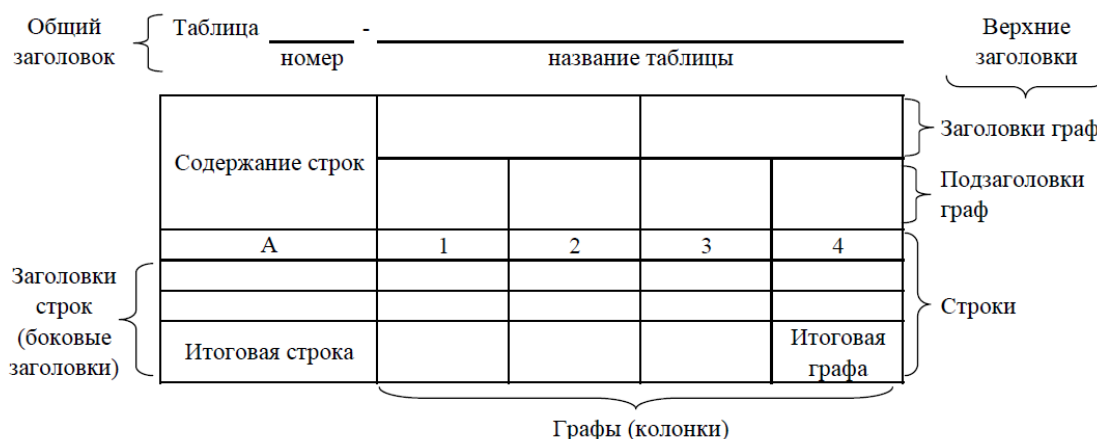 Общий
заголовок
Таблица -
номер
название таблицы
Верхние
заголовки
Содержание строк
Заголовки граф
Подзаголовки
граф
А 1 2 3 4
Заголовки
строк
(боковые
заголовки)
Строки
Итоговая строка
Итоговая
графа
Графы (колонки)